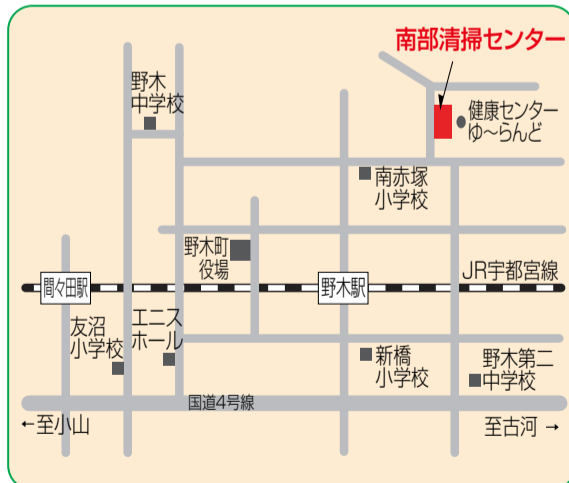 南部清掃センター
野木
中学校
健康センター
ゆ〜らんど
南赤塚
小学校
野木町
役場
JR宇都宮線
間々田駅
野木駅
友沼
小学校
エニス
ホール
新橋
小学校
野木第二
中学校
国道4号線
←至小山
至古河→